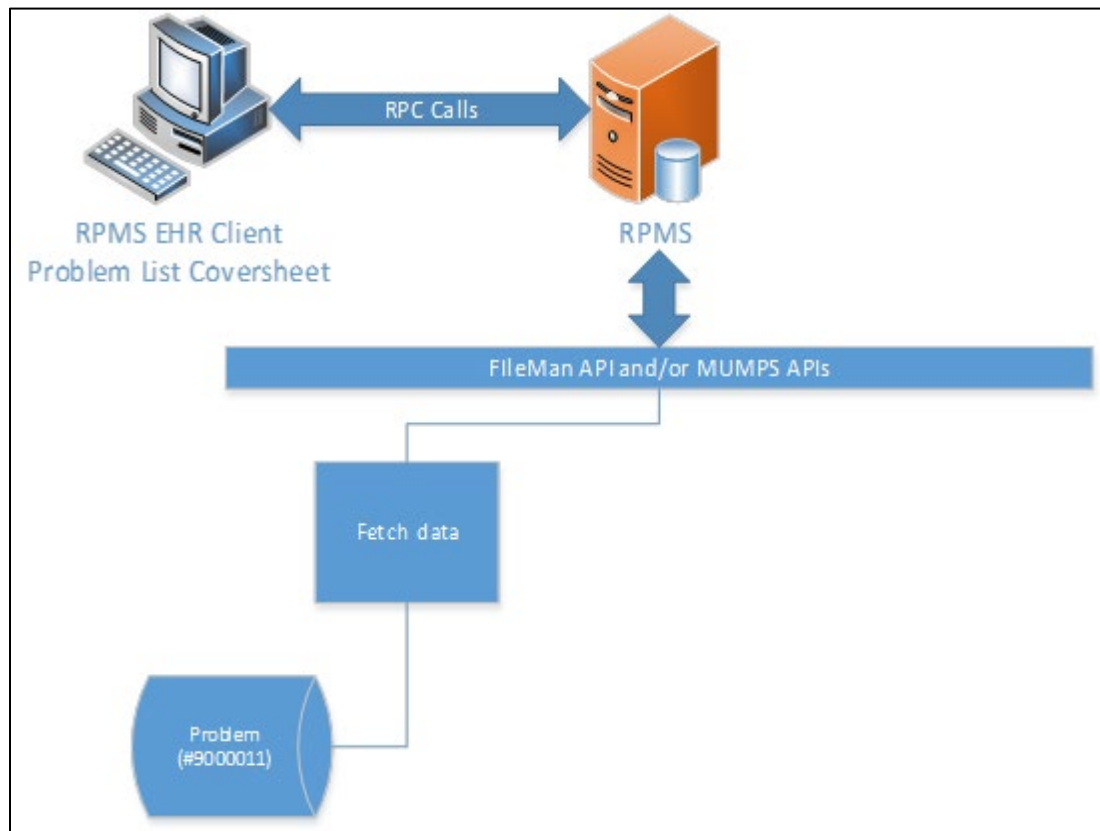 RPC Calls
RPMS EHR Client
Problem List Coversheet
RPMS
FIleMan API and/or MUMPS APIs
Fetch data
Problem
(#9000011)